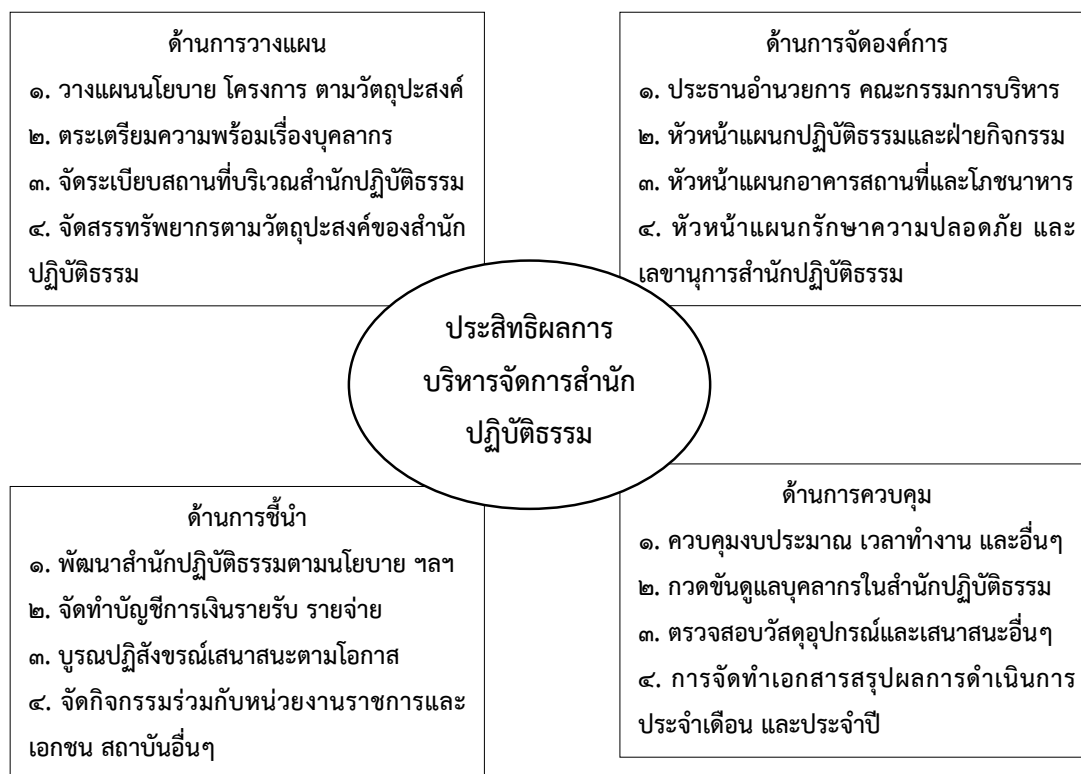 ด้านการวางแผน
๑. วางแผนนโยบาย โครงการ ตามวัตถุปะสงค์
๒. ตระเตรียมความพร้อมเรื่องบุคลากร
๓. จัดระเบียบสถานที่บริเวณสำนักปฏิบัติธรรม
๔. จัดสรรทรัพยากรตามวัตถุปะสงค์ของสำนัก
ปฏิบัติธรรม
ด้านการจัดองค์การ
๑. ประธานอำนวยการ คณะกรรมการบริหาร
๒. หัวหน้าแผนกปฏิบัติธรรมและฝ่ายกิจกรรม
๓. หัวหน้าแผนกอาคารสถานที่และโภชนาหาร
๔. หัวหน้าแผนกรักษาความปลอดภัย และ
เลขานุการสำนักปฏิบัติธรรม
ประสิทธิผลการ
บริหารจัดการสำนัก
ปฏิบัติธรรม
ด้านการชี้นำ
๑. พัฒนาสำนักปฏิบัติธรรมตามนโยบาย ฯลฯ
๒. จัดทำบัญชีการเงินรายรับ รายจ่าย
๓. บูรณปฏิสังขรณ์เสนาสนะตามโอกาส
๔. จัดกิจกรรมร่วมกับหน่วยงานราชการและ
เอกชน สถาบันอื่นๆ
ด้านการควบคุม
๑. ควบคุมงบประมาณ เวลาทำงาน และอื่นๆ
๒. กวดขันดูแลบุคลากรในสำนักปฏิบัติธรรม
๓. ตรวจสอบวัสดุอุปกรณ์และเสนาสนะอื่นๆ
๔. การจัดทำเอกสารสรุปผลการดำเนินการ
ประจำเดือน และประจำปี